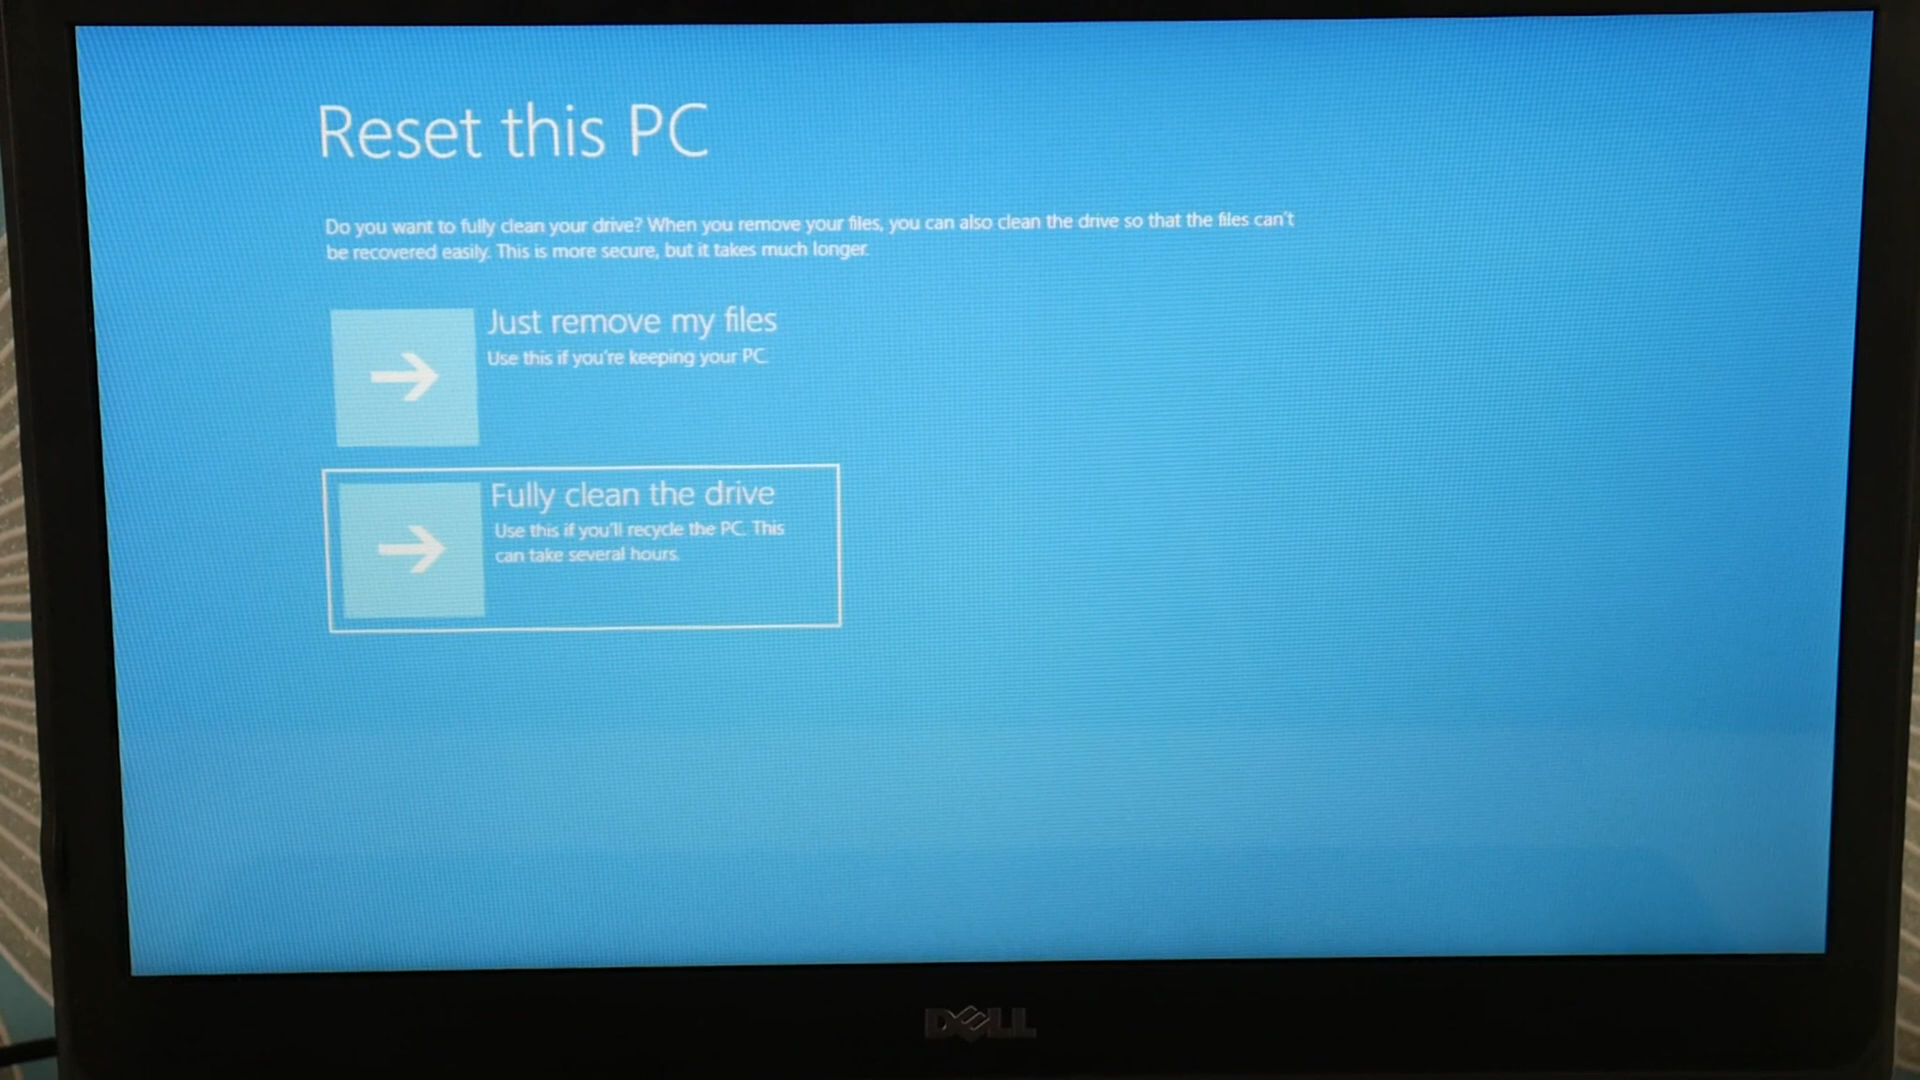 Reset this PC
Do you want to fully clean your drive? When you remove your files, you can also clean the drive so that the files can't
be recovered easily. This is more secure, but it takes much longer.
Just remove my files
Use this if you're keeping your PC.
Fully clean the drive
Use this if you'll recycle the PC. This
can take several hours.
DELL